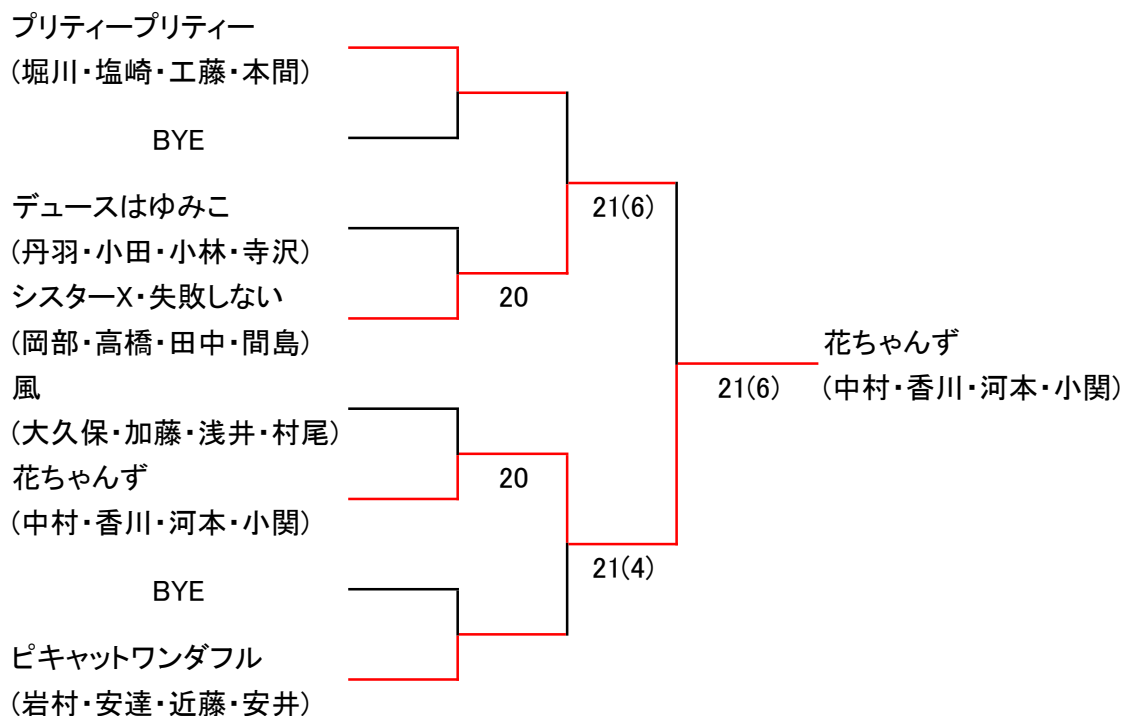 プリティープリティー
(堀川・塩崎・工藤・本間)
BYE
デュースはゆみこ
(丹羽・小田・小林・寺沢)
シスターX・失敗しない
(岡部・高橋・田中・間島)
風
(大久保・加藤・浅井・村尾)
花ちゃんず
(中村・香川・河本・小関)
BYE
ピキャットワンダフル
(岩村・安達・近藤・安井)
20
20
21(6)
21(4)
21(6)
花ちゃんず
(中村・香川・河本・小関)